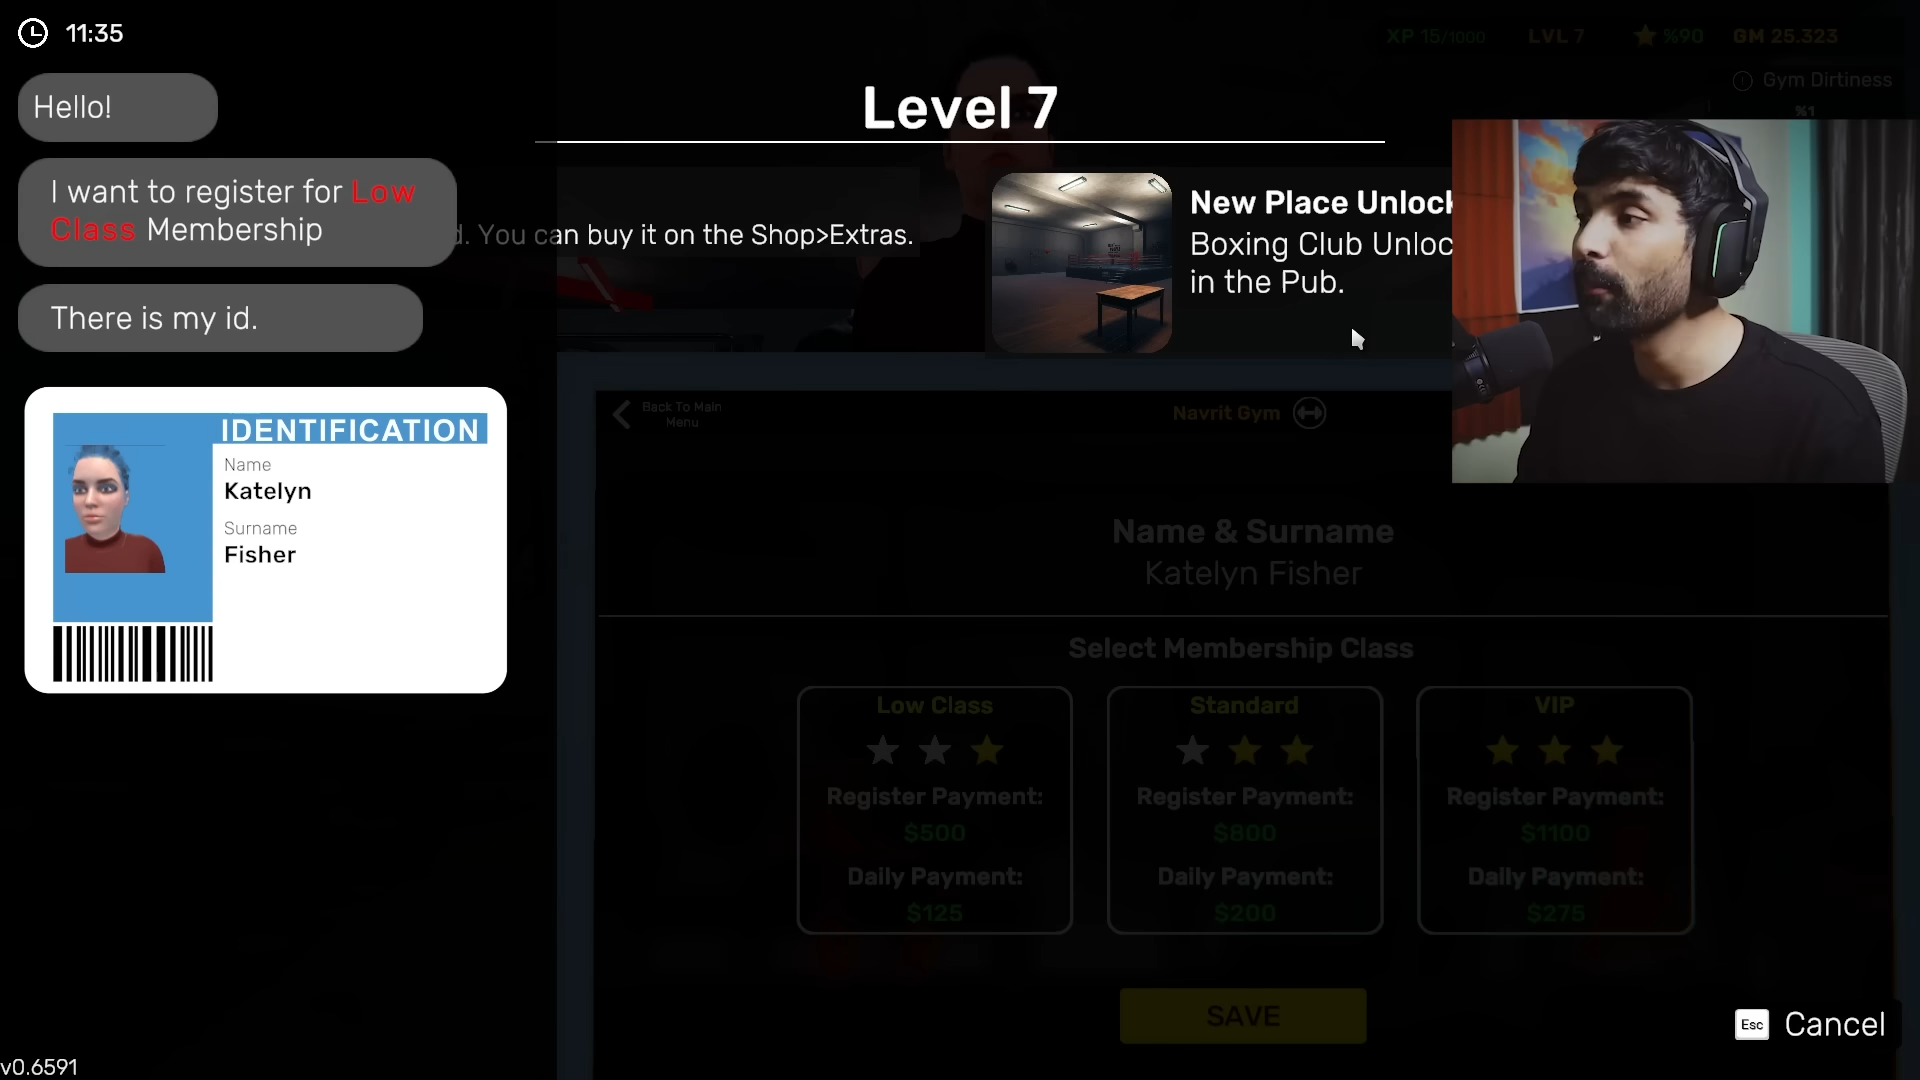 11:35
XP 15/1000
LVL 7
%90
GM 25.323
Gym Dirtiness
%1
Hello!
Level 7
I want to register for Low
Class Membership
d. You can buy it on the Shop>Extras.
New Place Unlock
Boxing Club Unloc
in the Pub.
There is my id.
IDENTIFICATION
Name
Katelyn
Surname
Fisher
Back To Main
Menu
Navrit Gym
Name & Surname
Katelyn Fisher
Select Membership Class
Low Class
Register Payment:
$500
Daily Payment:
$125
Standard
Register Payment:
$800
Daily Payment:
$200
VIP
Register Payment:
$1100
Daily Payment:
$275
SAVE
Esc
Cancel
v0.6591